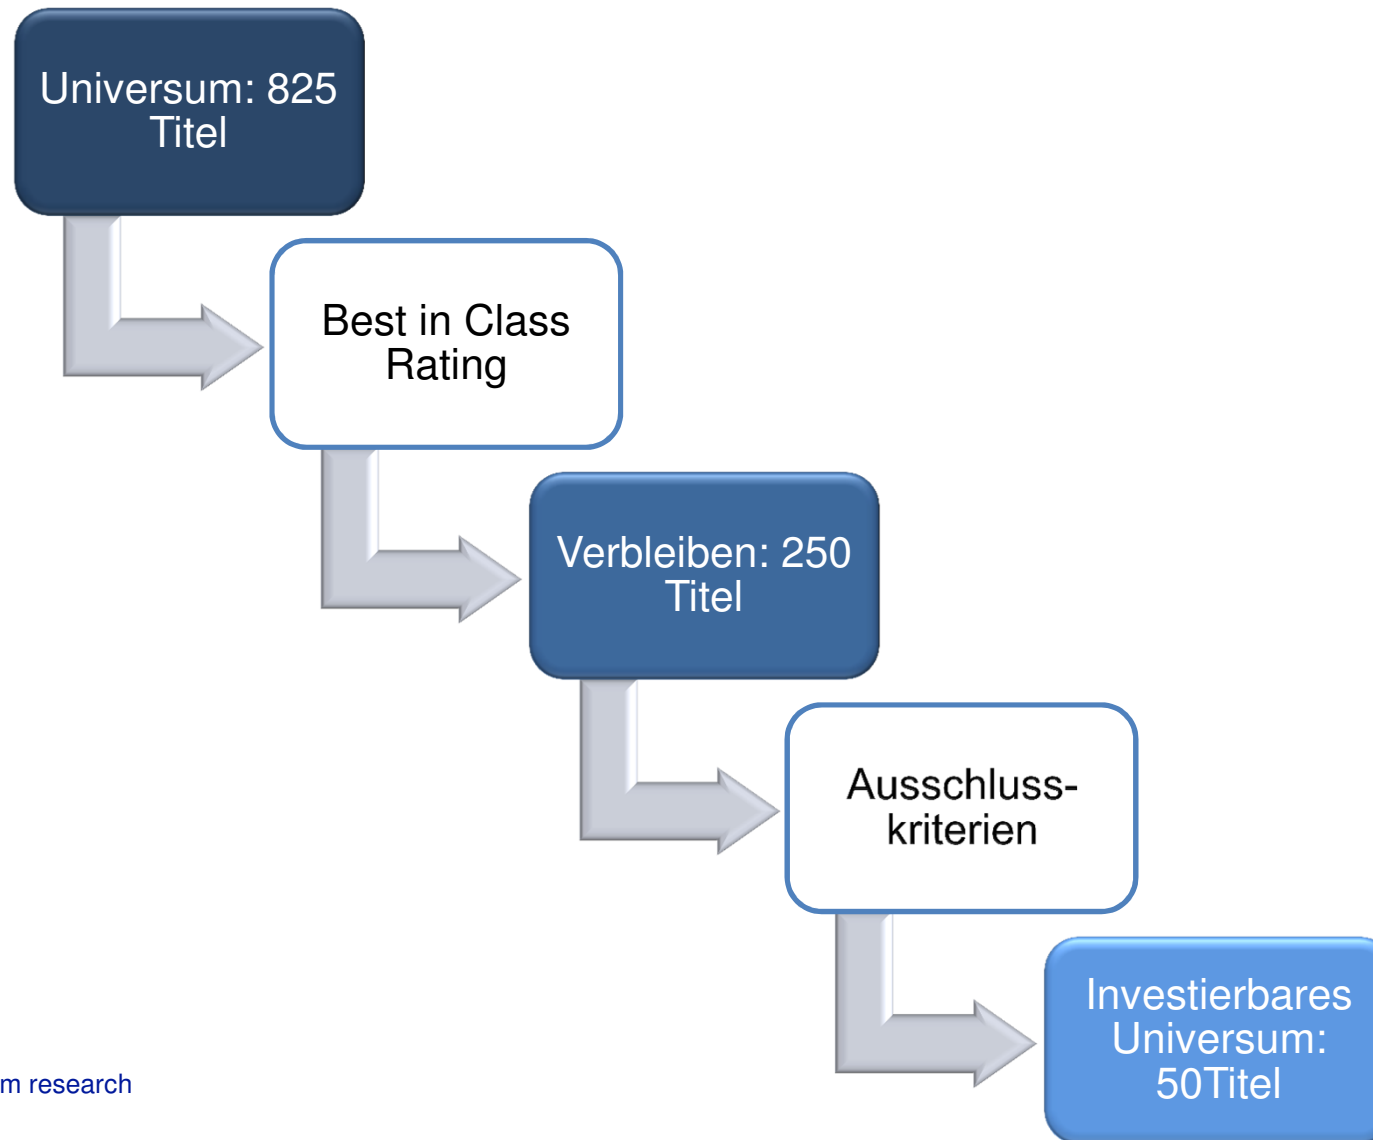 Universum: 825
Titel
Best in Class
Rating
Verbleiben: 250
Titel
Ausschluss-
kriterien
Investierbares
Universum:
50Titel
m research